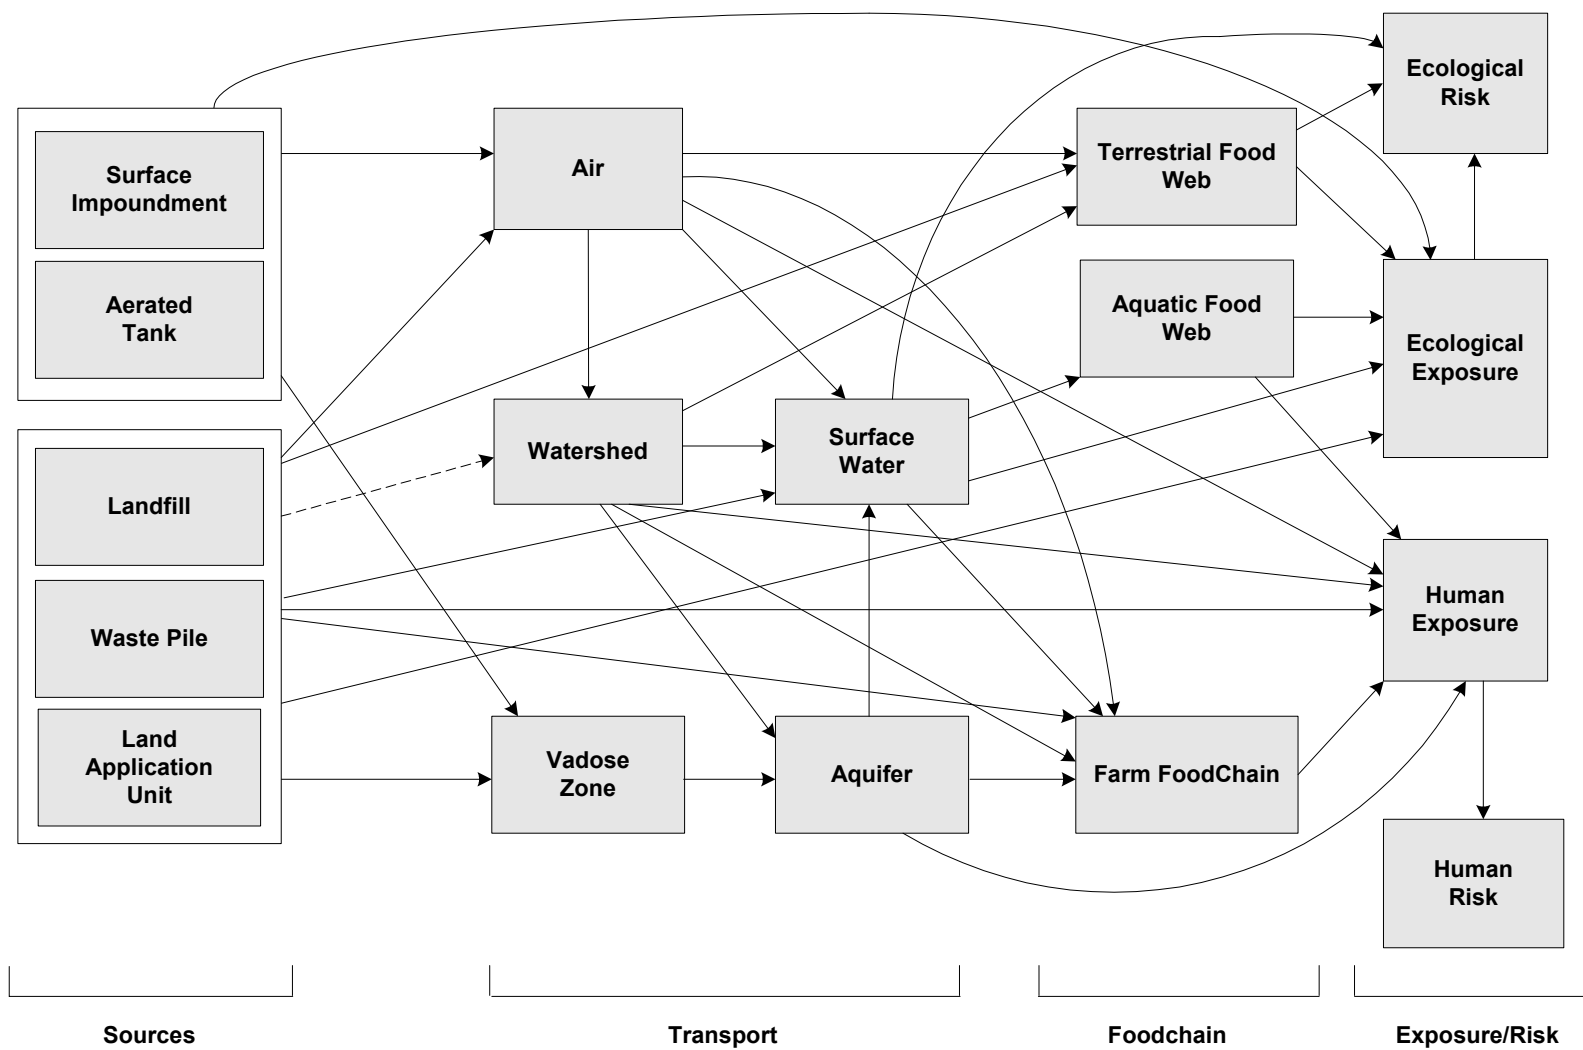 Surface
Impoundment
Aerated
Tank
Landfill
Waste Pile
Land
Application
Unit
Air
Watershed
Vadose
Zone
Surface
Water
Aquifer
Terrestrial Food
Web
Aquatic Food
Web
Farm FoodChain
Ecological
Risk
Ecological
Exposure
Human
Exposure
Human
Risk
Sources
Transport
Foodchain
Exposure/Risk